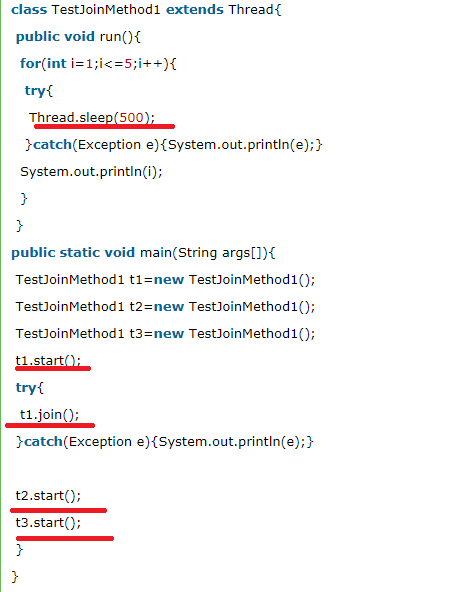 class TestJoinMethod1 extends Thread{
public void run(){
for(int i=1;i<=5;i++){
try{
Thread.sleep(500);
}catch(Exception e){System.out.println(e);}
System.out.println(i);
}
}
public static void main(String args[]){
TestJoinMethod1 t1=new TestJoinMethod1();
TestJoinMethod1 t2=new TestJoinMethod1();
TestJoinMethod1 t3=new TestJoinMethod1();
t1.start();
try{
t1.join();
}catch(Exception e){System.out.println(e);}
t2.start();
t3.start();
}
}